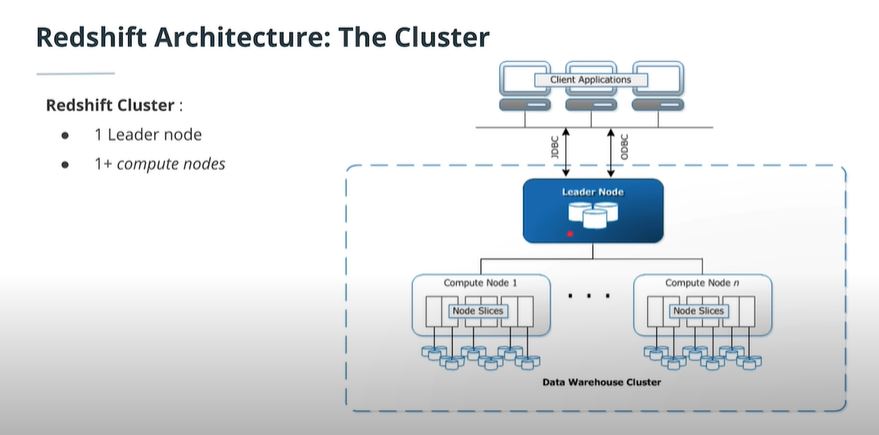 Redshift Architecture: The Cluster
Redshift Cluster :
● 1 Leader node
● 1+ compute nodes
Client Applications
JDBC
ODBC
Leader Node
Compute Node 1
Node Slices
. . .
Compute Node n
Node Slices
Data Warehouse Cluster